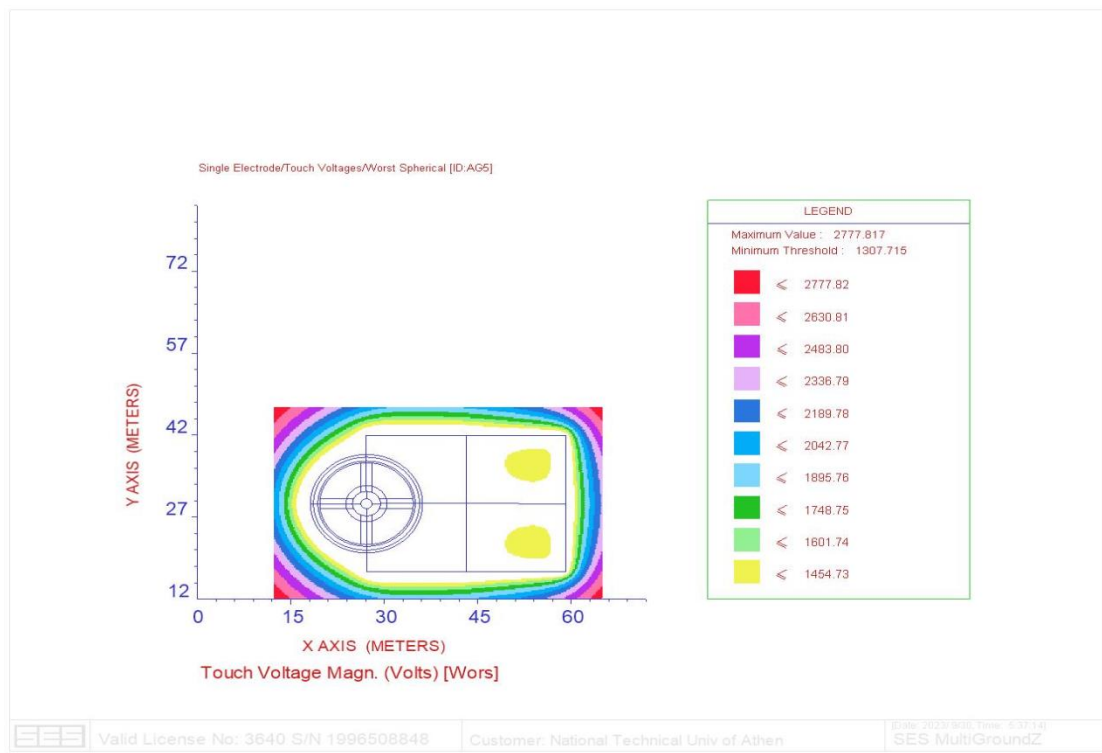 Single Electrode/Touch Voltages/Worst Spherical [ID:AG5]
72
57
42
27
12
Y AXIS (METERS)
0 15 30 45 60
X AXIS (METERS)
Touch Voltage Magn. (Volts) [Wors]
LEGEND
Maximum Value : 2777.817
Minimum Threshold : 1307.715
⩽ 2777.82
⩽ 2630.81
⩽ 2483.80
⩽ 2336.79
⩽ 2189.78
⩽ 2042.77
⩽ 1895.76
⩽ 1748.75
⩽ 1601.74
⩽ 1454.73
SES
Valid License No: 3640 S/N 1996508848
Customer: National Technical Univ of Athen
SES MultiGroundZ